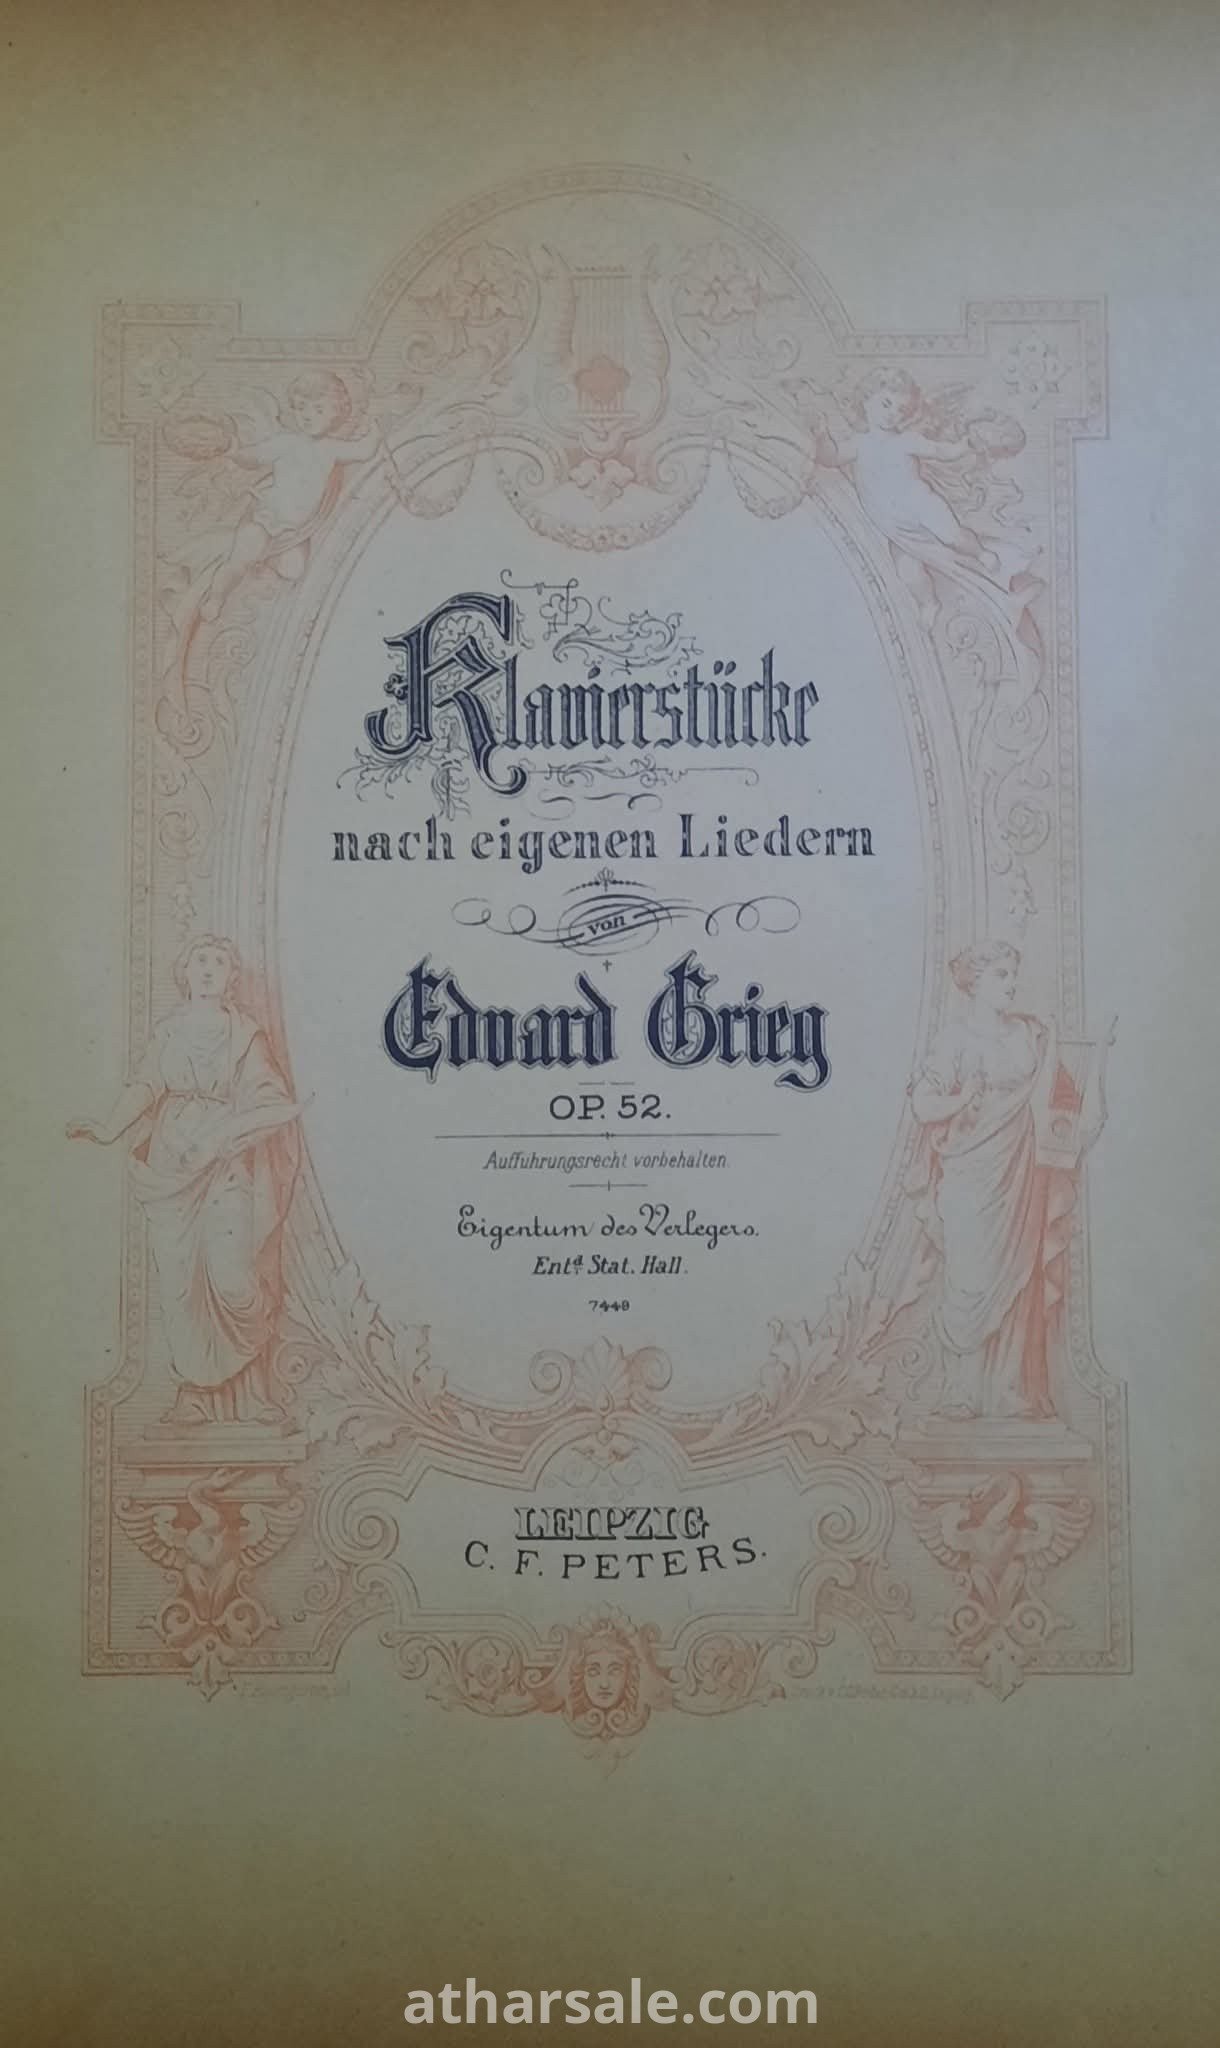 Klavierstücke
nach eigenen Liedern
von
Edvard Grieg
OP. 52.
Aufführungsrecht vorbehalten.
Eigentum des Verlegers.
Entd. Stat. Hall.
7449
LEIPZIG
C. F. PETERS.
atharsale.com